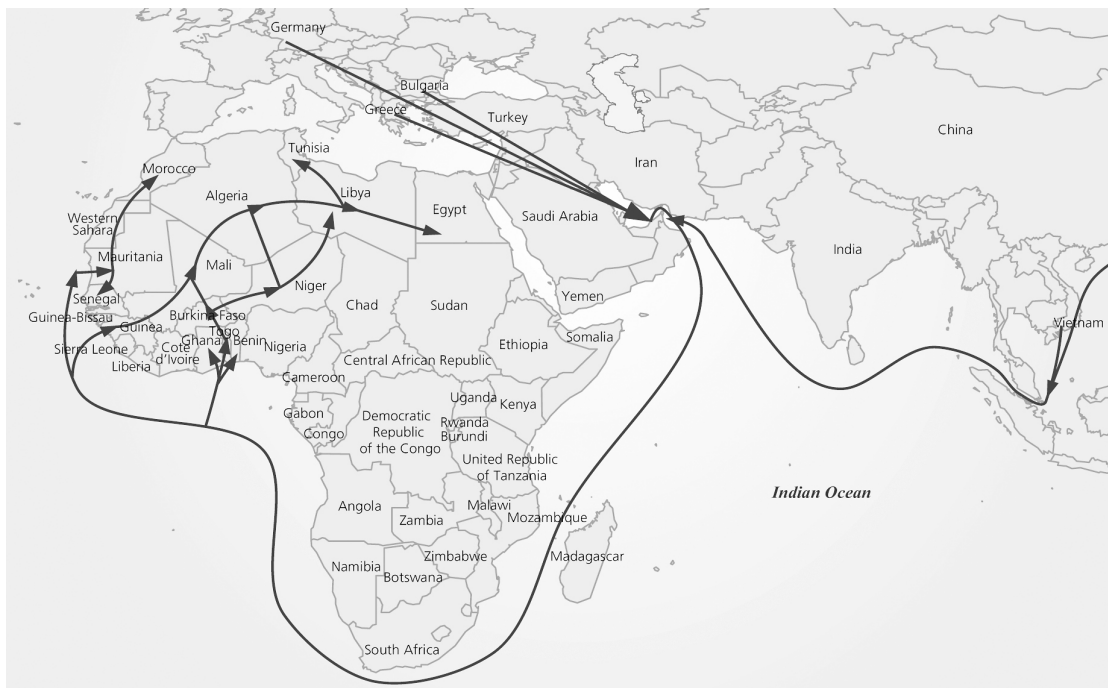 Germany
Bulgaria
Greece
Turkey
China
Tunisia
Iran
Morocco
Algeria
Libya
Egypt
Saudi Arabia
Western
Sahara
India
Mauritania
Mali
Niger
Senegal
Chad
Sudan
Yemen
Guinea-Bissau
Guinea
Burkina Faso
Togo
Vietnam
Sierra Leone
Cote
d’Ivoire
Ghana
Benin
Nigeria
Ethiopia
Somalia
Liberia
Central African Republic
Cameroon
Uganda
Kenya
Gabon
Congo
Democratic
Republic
of the Congo
Rwanda
Burundi
United Republic
of Tanzania
Indian Ocean
Angola
Malawi
Zambia
Mozambique
Zimbabwe
Madagascar
Namibia
Botswana
South Africa